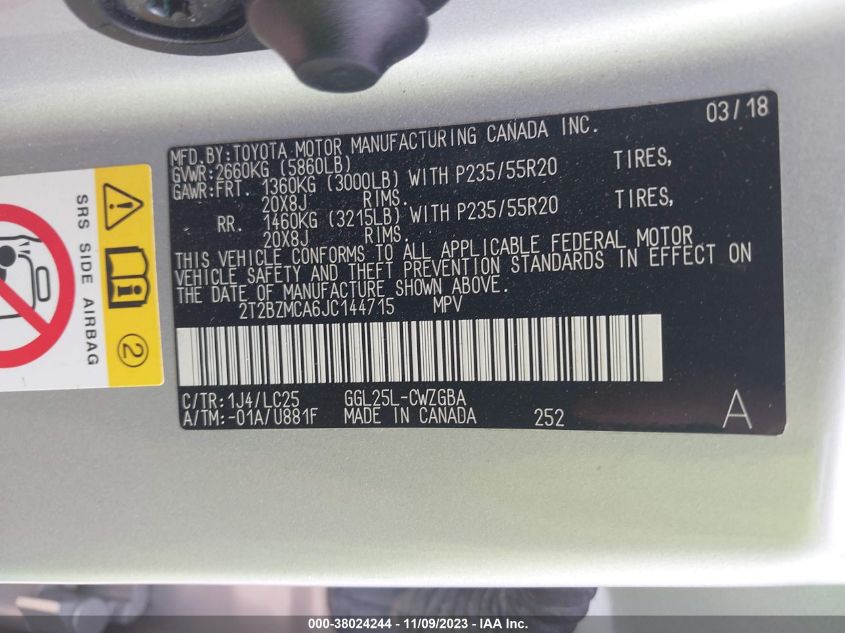 03/18
MFD.BY:TOYOTA MOTOR MANUFACTURING CANADA INC.
GVWR:2660KG (5860LB)
GAWR:FRT. 1360KG (3000LB) WITH P235/55R20 TIRES,
20X8J RIMS.
RR. 1460KG (3215LB) WITH P235/55R20 TIRES,
20X8J RIMS.
THIS VEHICLE CONFORMS TO ALL APPLICABLE FEDERAL MOTOR
VEHICLE SAFETY AND THEFT PREVENTION STANDARDS IN EFFECT ON
THE DATE OF MANUFACTURE SHOWN ABOVE.
2T2BZMCA6JC144715 MPV
C/TR:1J4/LC25 GGL25L-CWZGBA
A/TM:-01A/U881F MADE IN CANADA 252
A
SRS SIDE AIRBAG
2
000-38024244 - 11/09/2023 - IAA Inc.